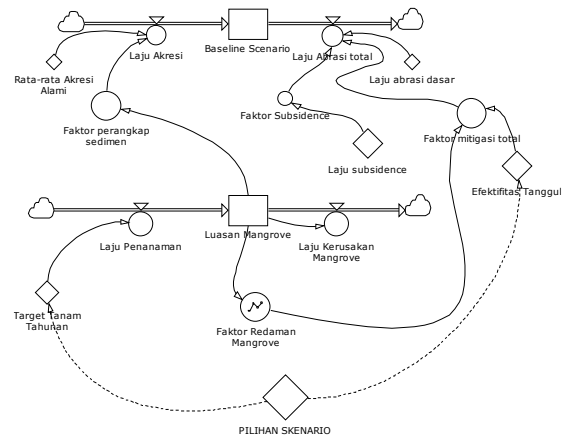 Baseline Scenario
Laju Akresi
Laju Abrasi total
Rata-rata Akresi
Alami
Laju abrasi dasar
Faktor perangkap
sedimen
Faktor Subsidence
Faktor mitigasi total
Laju subsidence
Efektifitas Tanggul
Laju Penanaman
Luasan Mangrove
Laju Kerusakan
Mangrove
Target Tanam
Tahunan
Faktor Redaman
Mangrove
PILIHAN SKENARIO